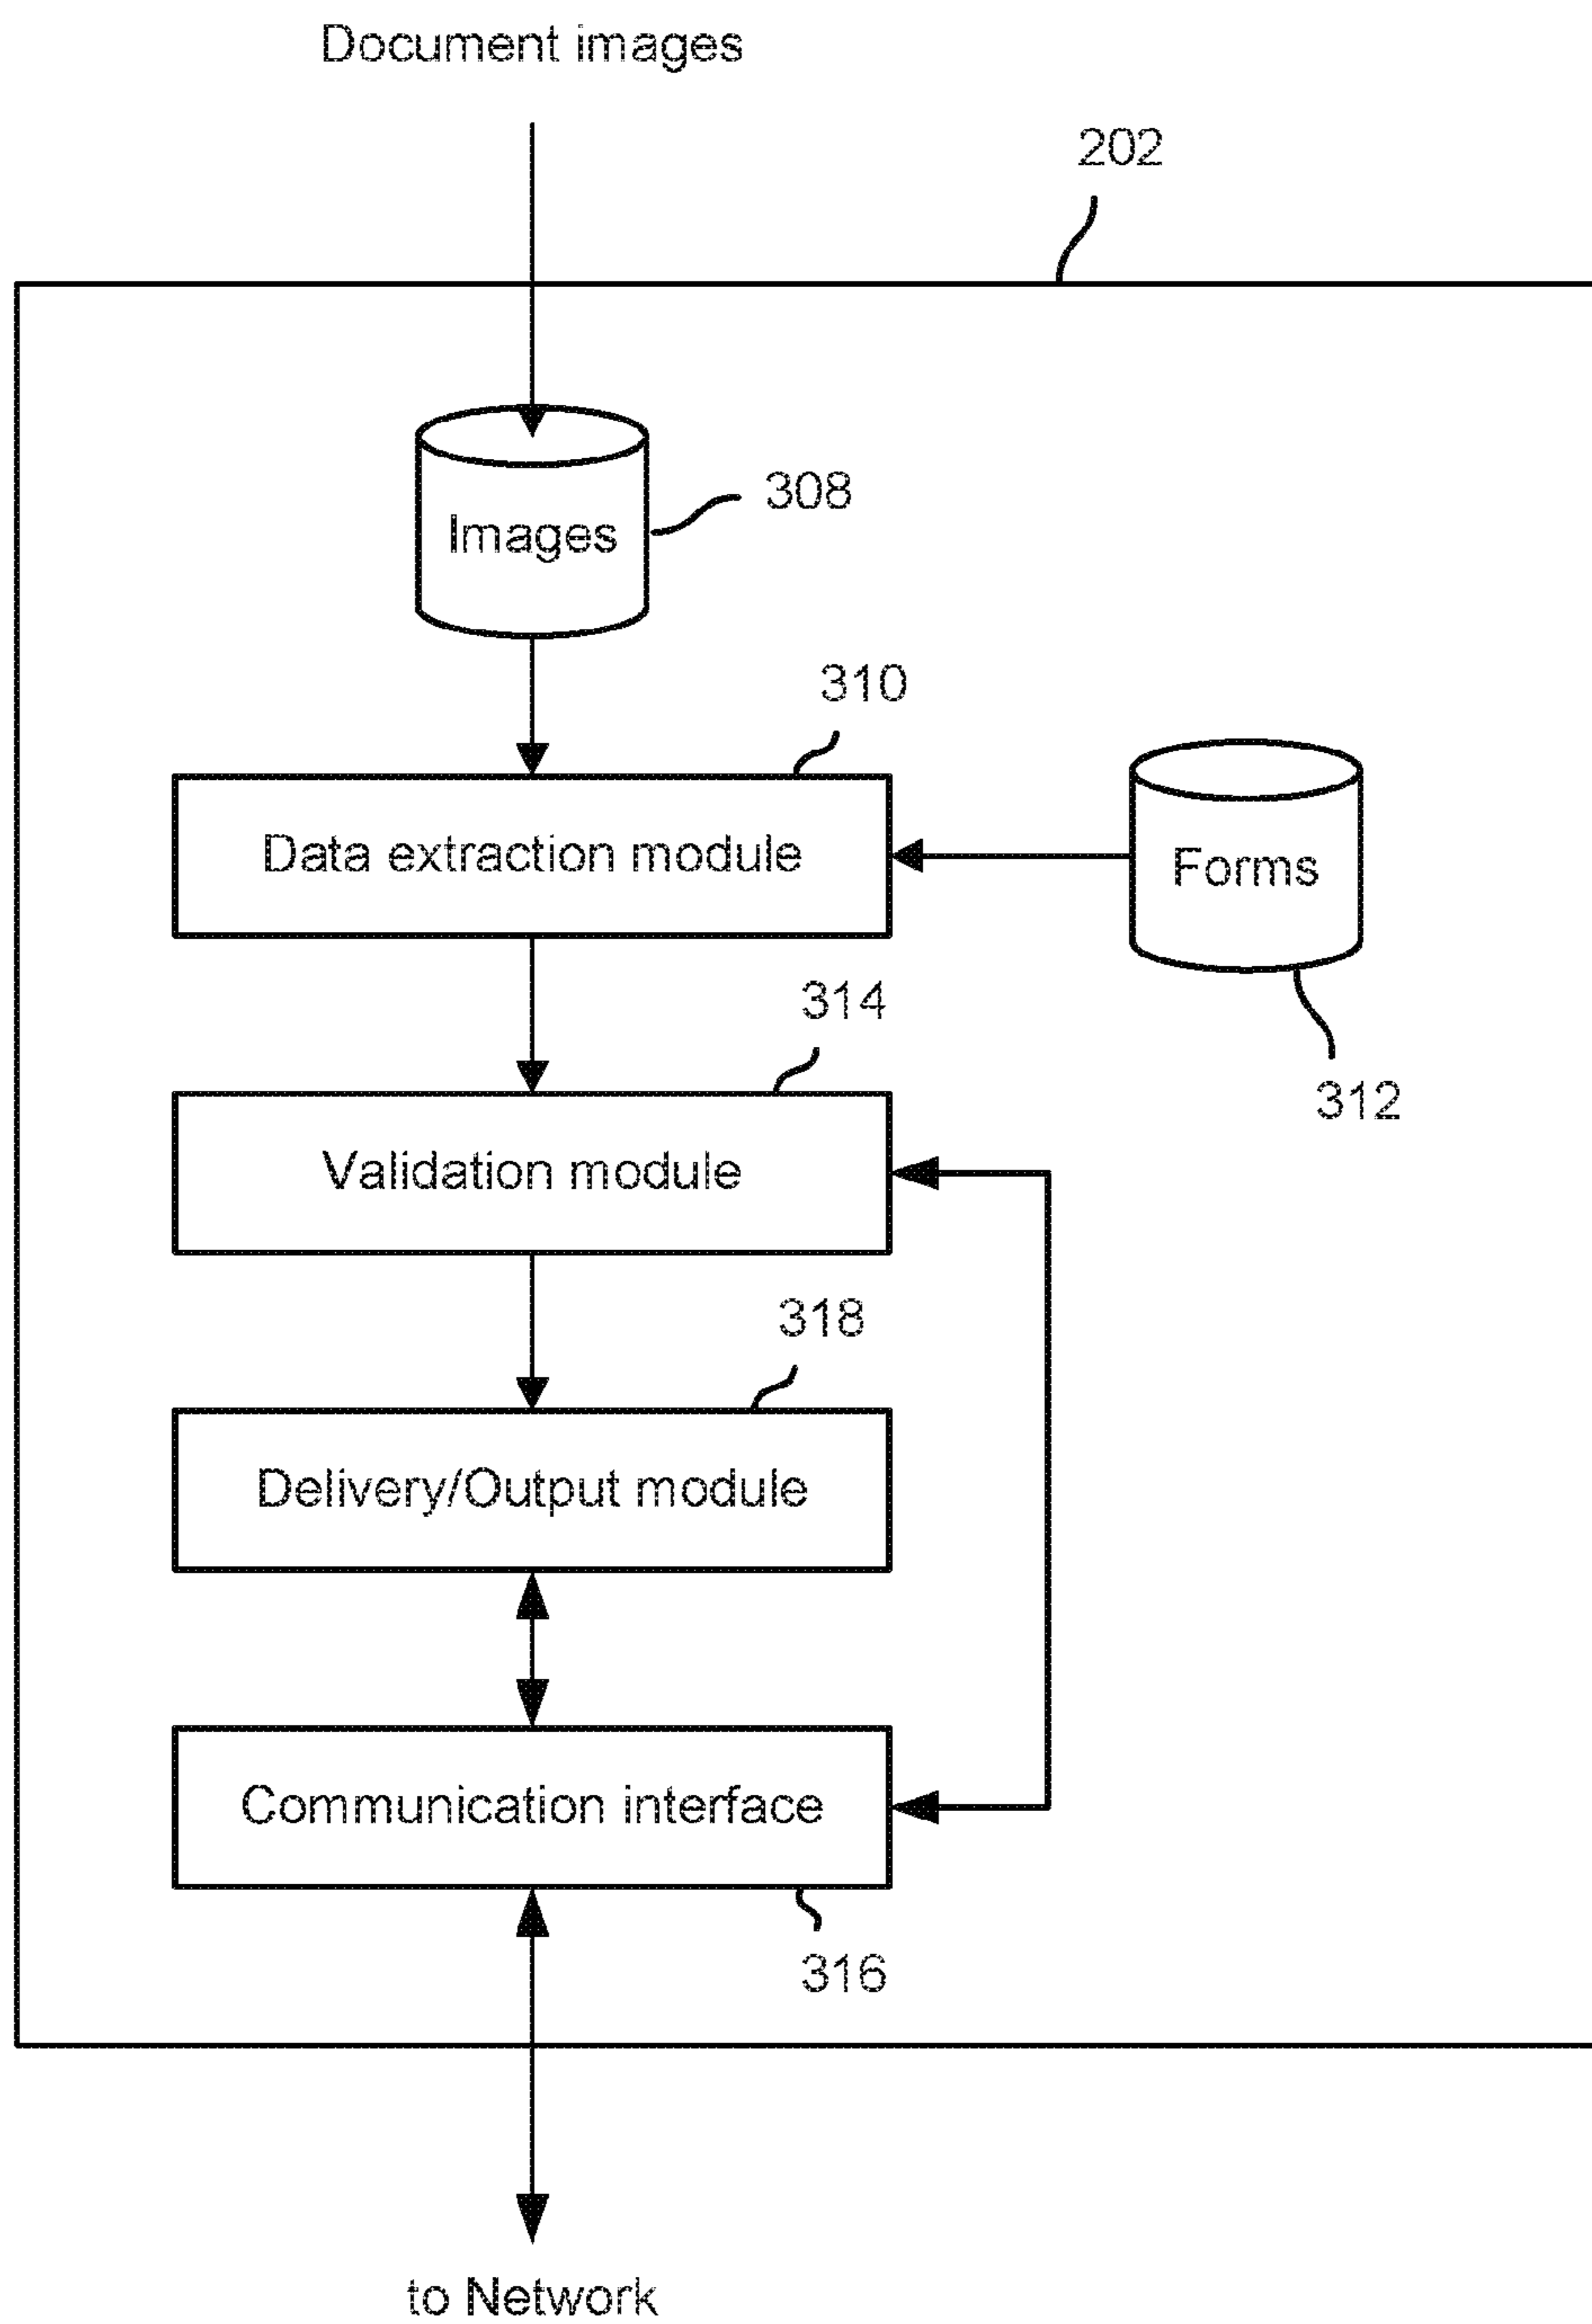 Document images
202
Images
308
310
Data extraction module
Forms
314
312
Validation module
318
Delivery/Output module
Communication interface
316
to Network